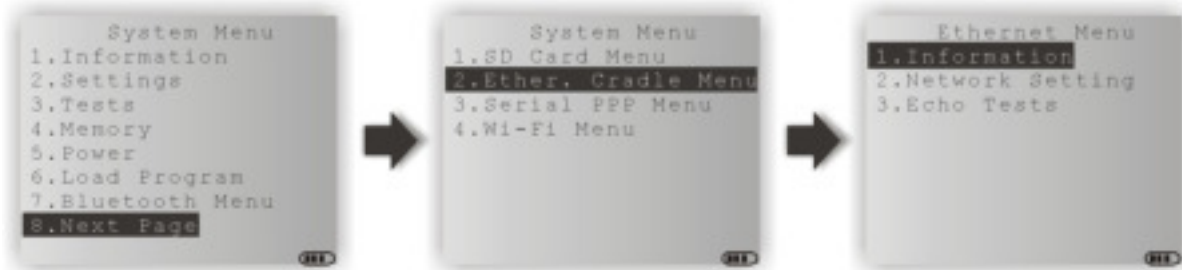 System Menu
1.Information
2.Settings
3.Tests
4.Memory
5.Power
6.Load Program
7.Bluetooth Menu
8.Next Page
System Menu
1.SD Card Menu
2.Ether. Cradle Menu
3.Serial PPP Menu
4.Wi-Fi Menu
Ethernet Menu
1.Information
2.Network Setting
3.Echo Tests